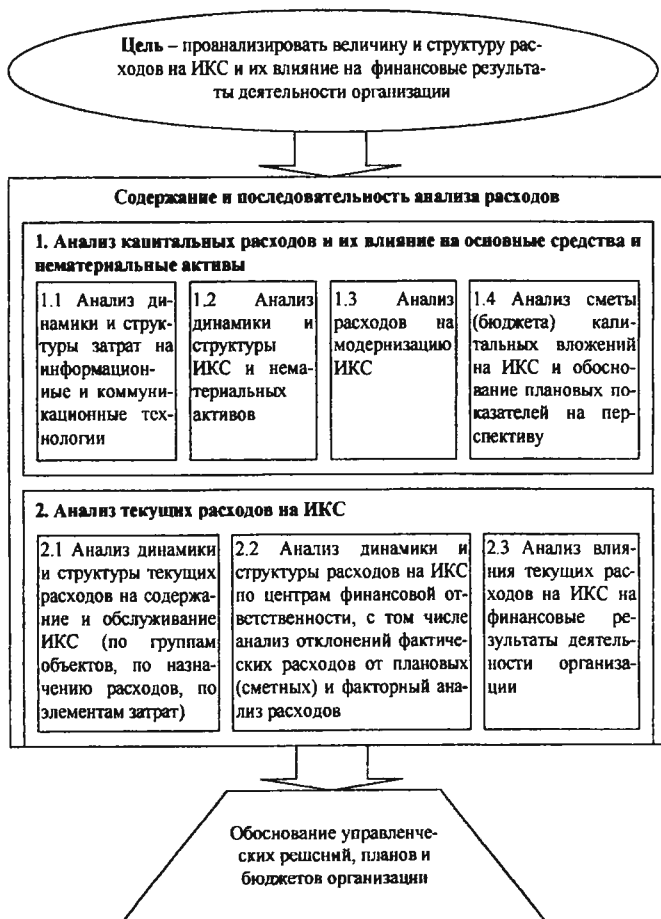 Цель – проанализировать величину и структуру рас-
ходов на ИКС и их влияние на финансовые результа-
ты деятельности организации
Содержание и последовательность анализа расходов
1. Анализ капитальных расходов и их влияние на основные средства и
нематериальные активы
1.1 Анализ ди-
намики и струк-
туры затрат на
информацион-
ные и коммуни-
кационные тех-
нологии
1.2 Анализ
динамики и
структуры
ИКС и нема-
териальных
активов
1.3 Анализ
расходов на
модернизацию
ИКС
1.4 Анализ сметы
(бюджета) капи-
тальных вложений
на ИКС и обосно-
вание плановых по-
казателей на пер-
спективу
2. Анализ текущих расходов на ИКС
2.1 Анализ динамики
и структуры текущих
расходов на содержа-
ние и обслуживание
ИКС (по группам
объектов, по назна-
чению расходов, по
элементам затрат)
2.2 Анализ динамики и
структуры расходов на ИКС
по центрам финансовой от-
ветственности, с том числе
анализ отклонений фактиче-
ских расходов от плановых
(сметных) и факторный ана-
лиз расходов
2.3 Анализ влия-
ния текущих рас-
ходов на ИКС на
финансовые ре-
зультаты деятель-
ности организа-
ции
Обоснование управленче-
ских решений, планов и
бюджетов организации